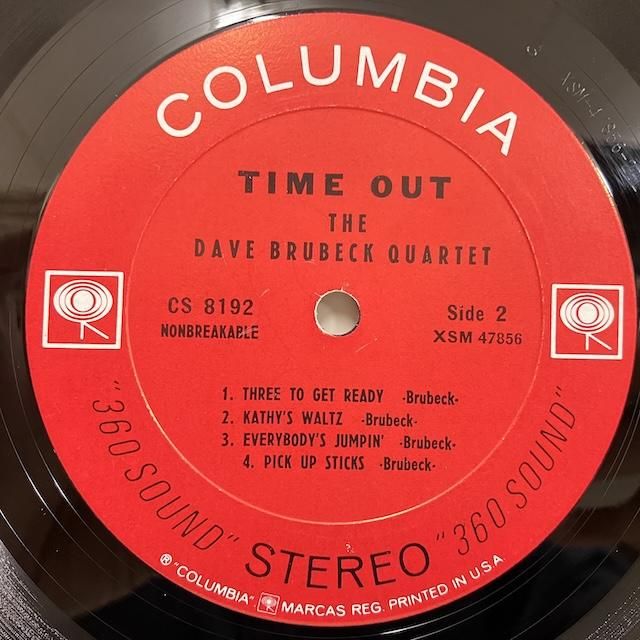 COLUMBIA
TIME OUT
THE
DAVE BRUBECK QUARTET
CS 8192
NONBREAKABLE
Side 2
XSM 47856
1. THREE TO GET READY -Brubeck-
2. KATHY'S WALTZ -Brubeck-
3. EVERYBODY'S JUMPIN' -Brubeck-
4. PICK UP STICKS -Brubeck-
"360 SOUND" STEREO "360 SOUND"
® "COLUMBIA", MARCAS REG. PRINTED IN U.S.A.